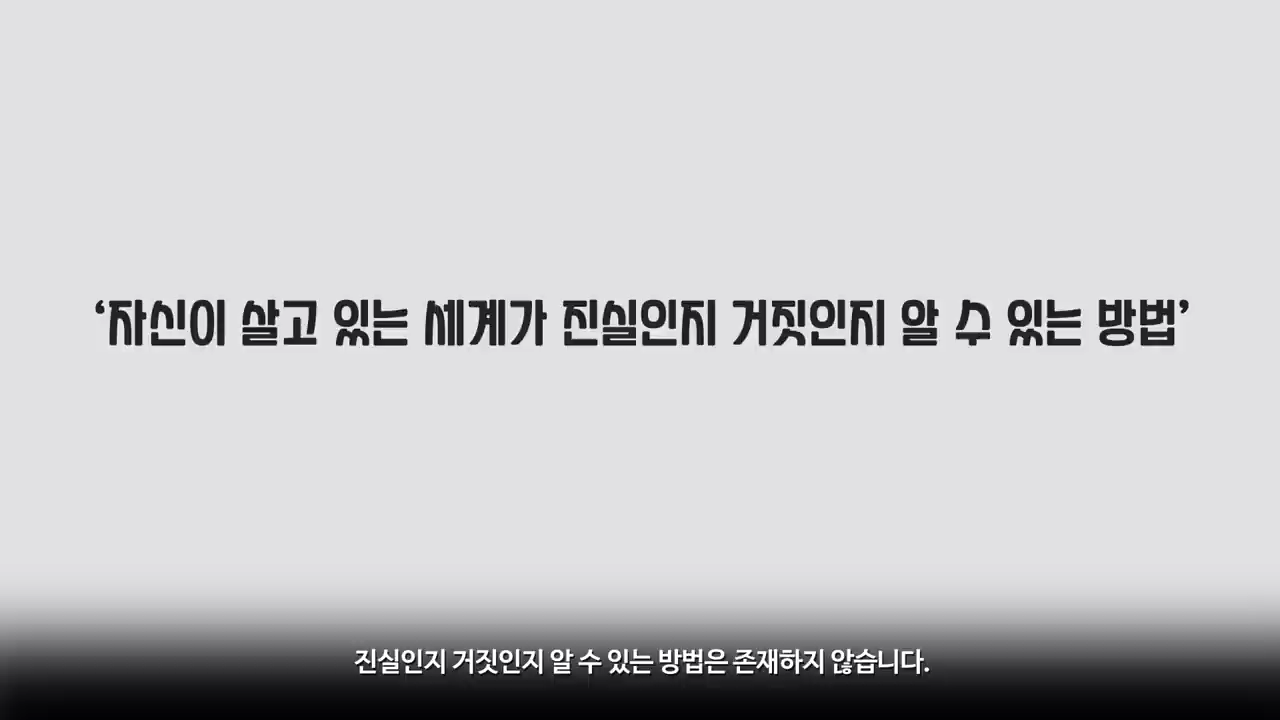 ‘자신이 살고 있는 세계가 진실인지 거짓인지 알 수 있는 방법’
진실인지 거짓인지 알 수 있는 방법은 존재하지 않습니다.